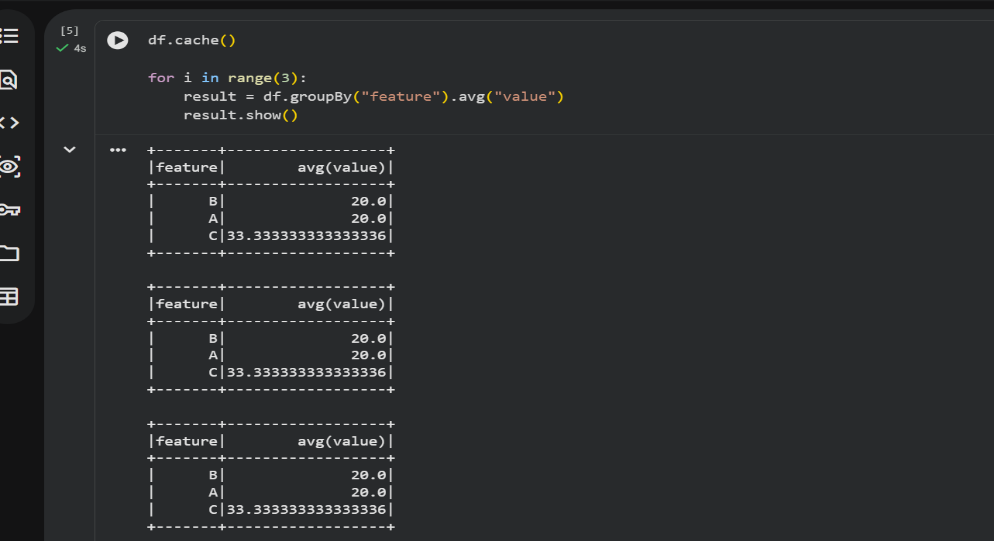 [5]
4s
df.cache()
for i in range(3):
    result = df.groupBy("feature").avg("value")
    result.show()
+-------+------------------+
|feature|        avg(value)|
+-------+------------------+
|      B|              20.0|
|      A|              20.0|
|      C|33.333333333333336|
+-------+------------------+
+-------+------------------+
|feature|        avg(value)|
+-------+------------------+
|      B|              20.0|
|      A|              20.0|
|      C|33.333333333333336|
+-------+------------------+
+-------+------------------+
|feature|        avg(value)|
+-------+------------------+
|      B|              20.0|
|      A|              20.0|
|      C|33.333333333333336|
+-------+------------------+